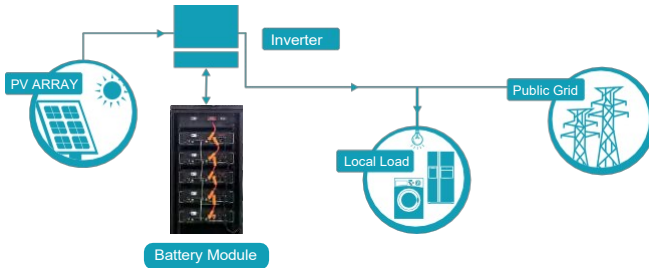 Inverter
PV ARRAY
Public Grid
Local Load
Battery Module